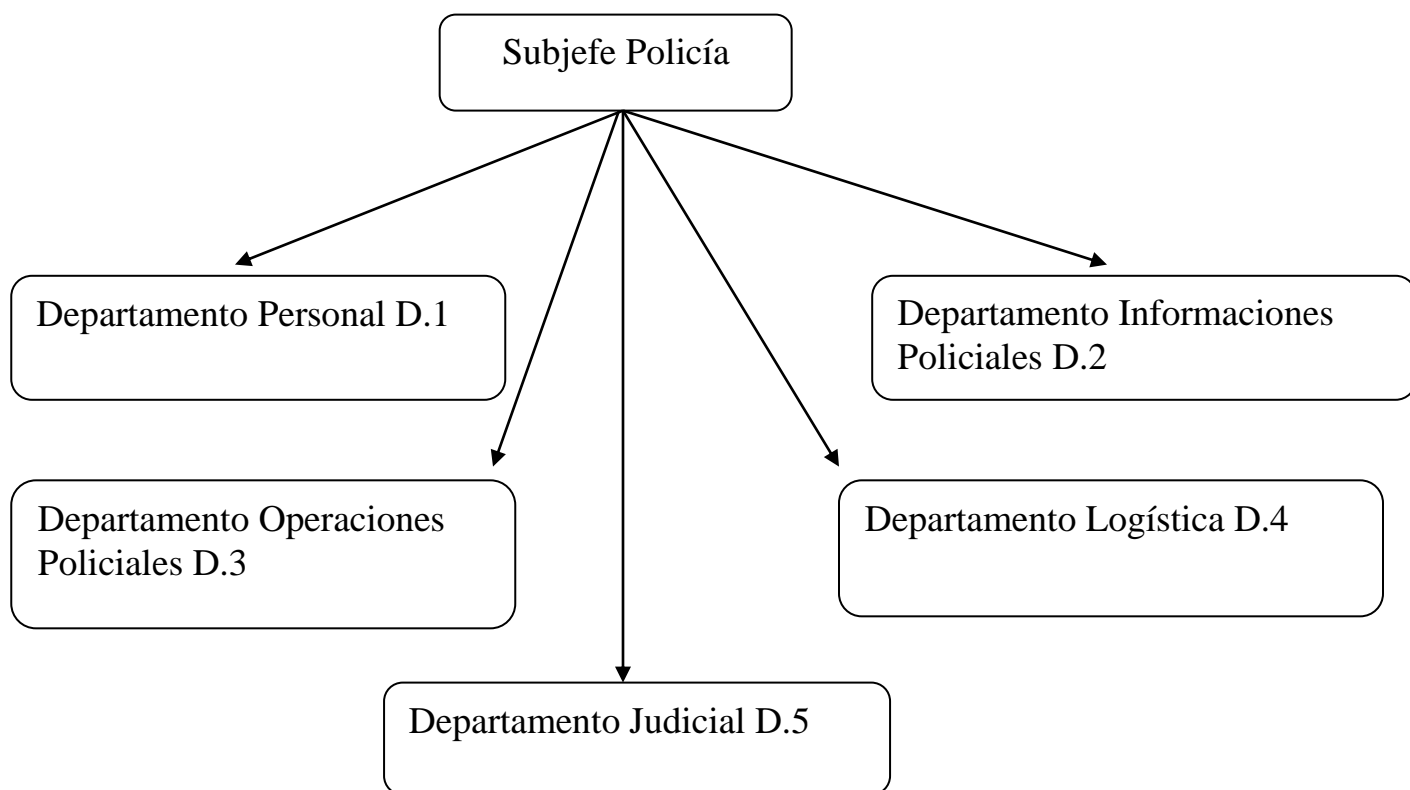 Subjefe Policía
Departamento Personal D.1
Departamento Informaciones
Policiales D.2
Departamento Operaciones
Policiales D.3
Departamento Logística D.4
Departamento Judicial D.5